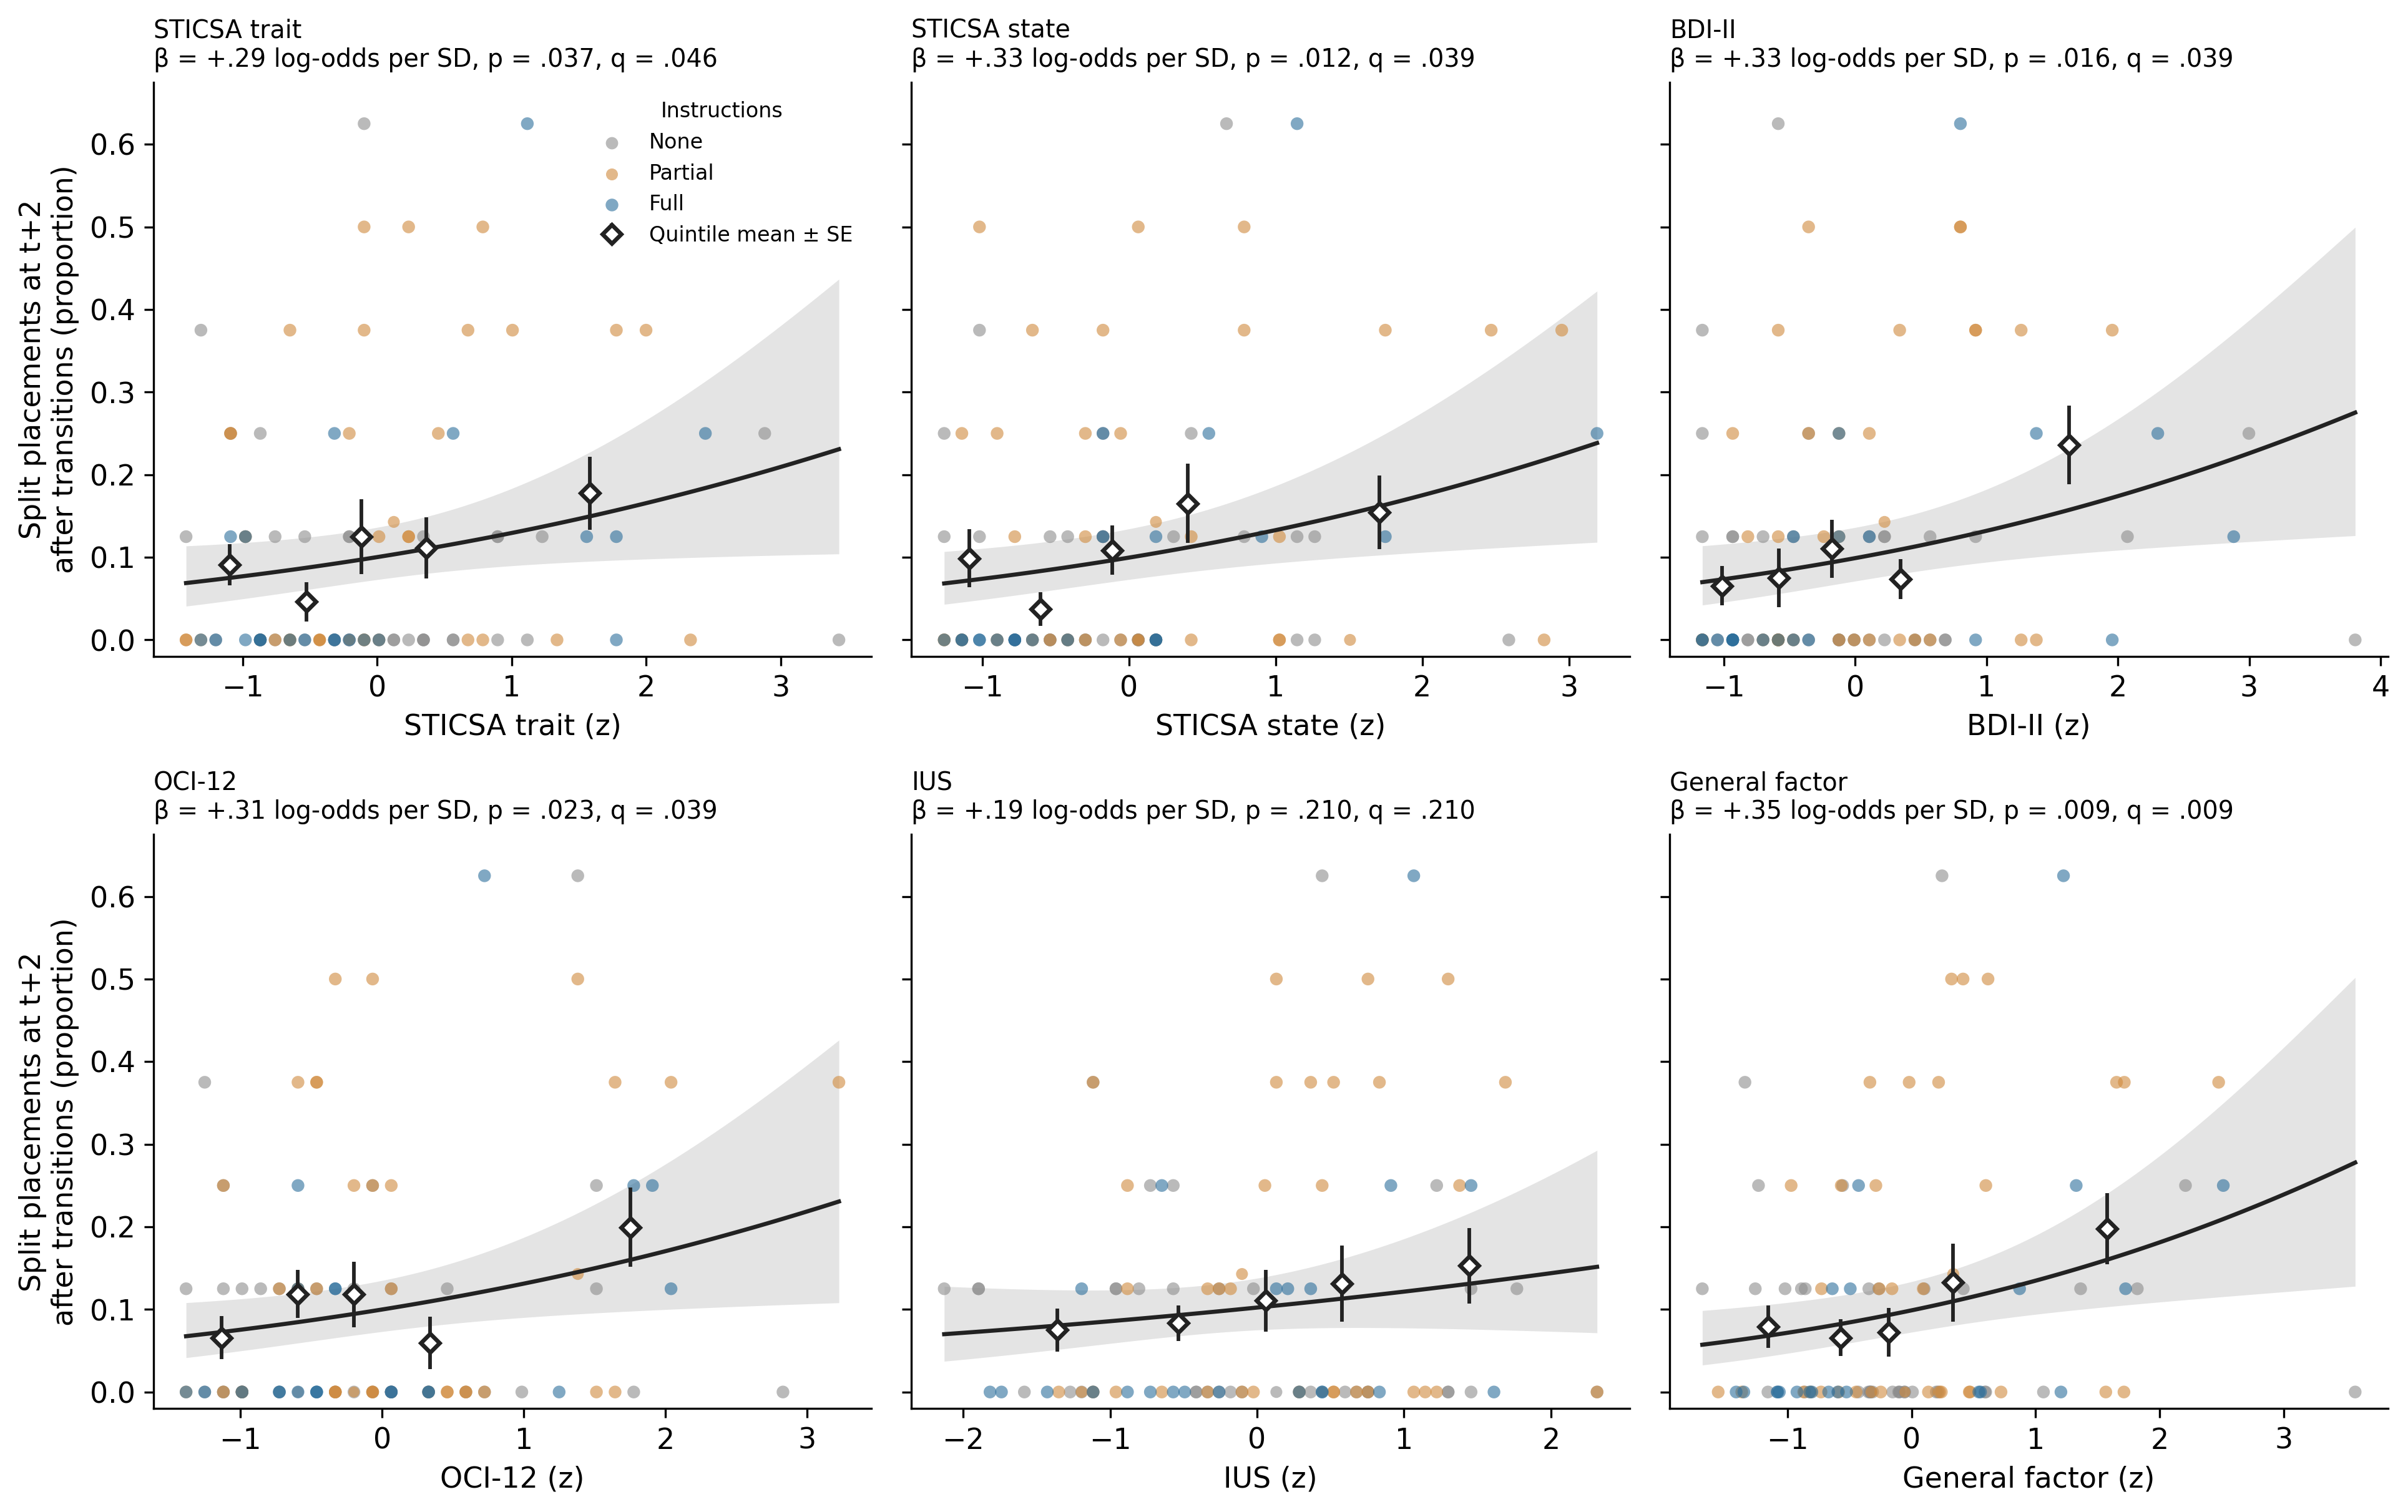 STICSA trait
β = +.29 log-odds per SD, p = .037, q = .046
STICSA state
β = +.33 log-odds per SD, p = .012, q = .039
BDI-II
β = +.33 log-odds per SD, p = .016, q = .039
Split placements at t+2
after transitions (proportion)
0.6
0.5
0.4
0.3
0.2
0.1
0.0
Instructions
None
Partial
Full
Quintile mean ± SE
−1 0 1 2 3
−1 0 1 2 3
−1 0 1 2 3 4
STICSA trait (z)
STICSA state (z)
BDI-II (z)
OCI-12
β = +.31 log-odds per SD, p = .023, q = .039
IUS
β = +.19 log-odds per SD, p = .210, q = .210
General factor
β = +.35 log-odds per SD, p = .009, q = .009
Split placements at t+2
after transitions (proportion)
0.6
0.5
0.4
0.3
0.2
0.1
0.0
−1 0 1 2 3
−2 −1 0 1 2
−1 0 1 2 3
OCI-12 (z)
IUS (z)
General factor (z)